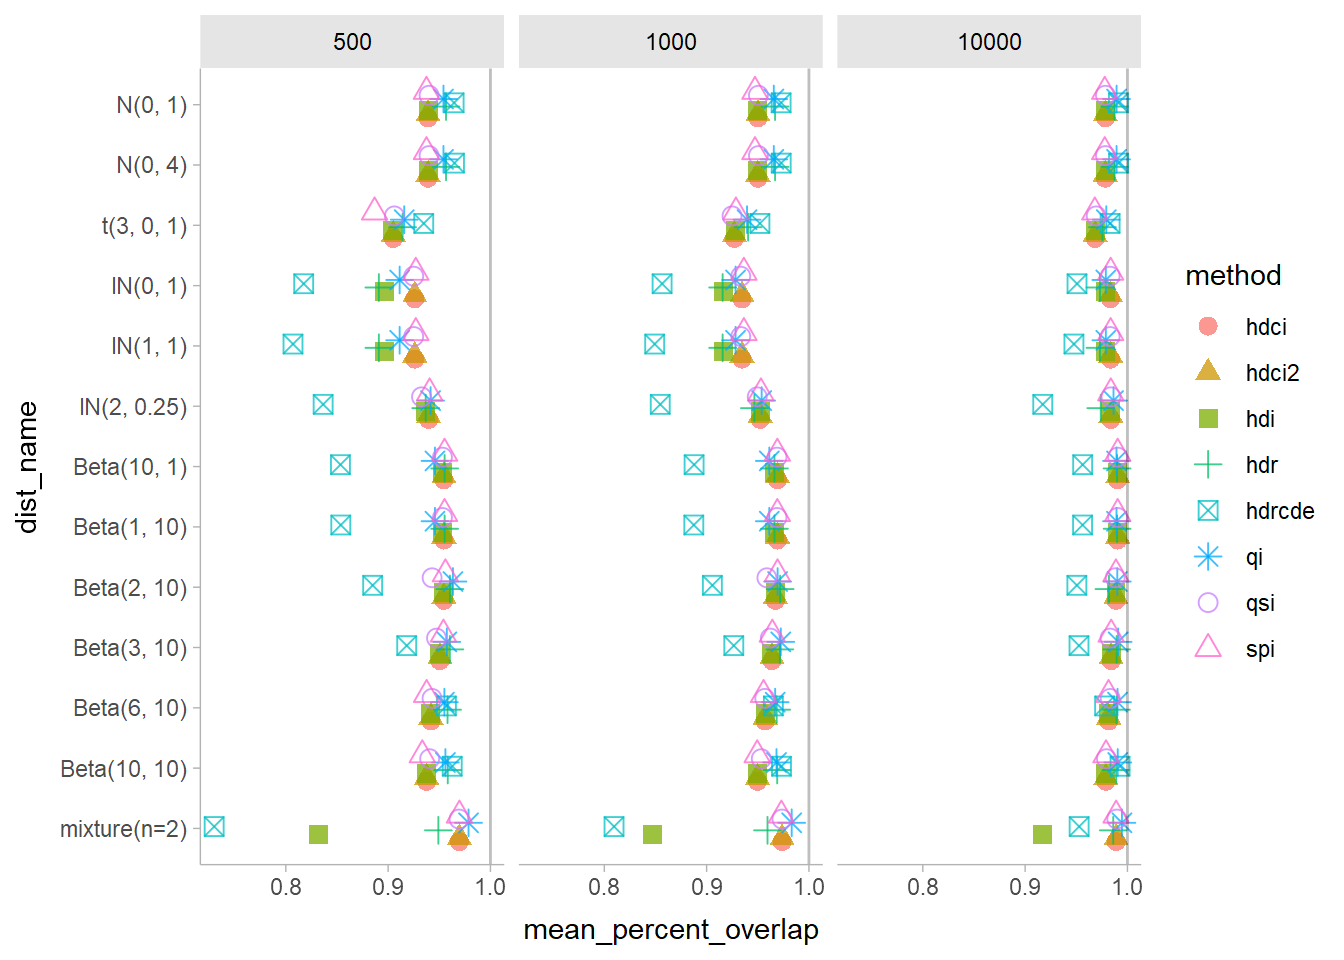 500 1000 10000
N(0, 1)
N(0, 4)
t(3, 0, 1)
lN(0, 1)
lN(1, 1)
lN(2, 0.25)
Beta(10, 1)
Beta(1, 10)
Beta(2, 10)
Beta(3, 10)
Beta(6, 10)
Beta(10, 10)
mixture(n=2)
dist_name
0.8 0.9 1.0 0.8 0.9 1.0 0.8 0.9 1.0
mean_percent_overlap
method
hdci
hdci2
hdi
hdr
hdrcde
qi
qsi
spi